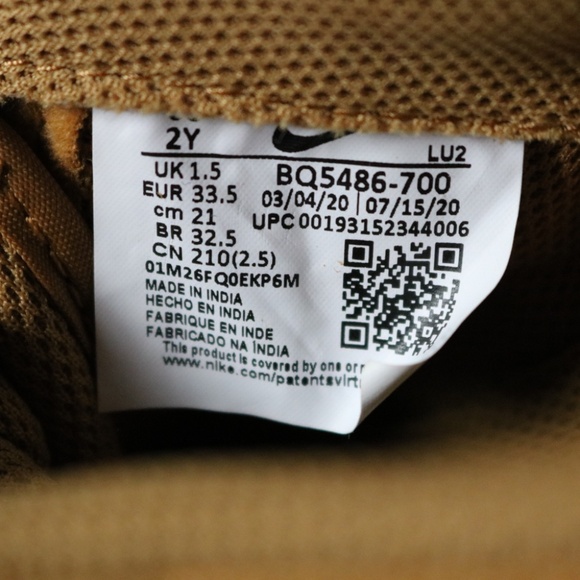 2Y
LU2
UK 1.5
BQ5486-700
EUR 33.5
03/04/20 | 07/15/20
cm 21
UPC 00193152344006
BR 32.5
CN 210(2.5)
01M26FQ0EKP6M
MADE IN INDIA
HECHO EN INDIA
FABRIQUE EN INDE
FABRICADO NA ÍNDIA
This product is covered by one or
www.nike.com/patentsvirt